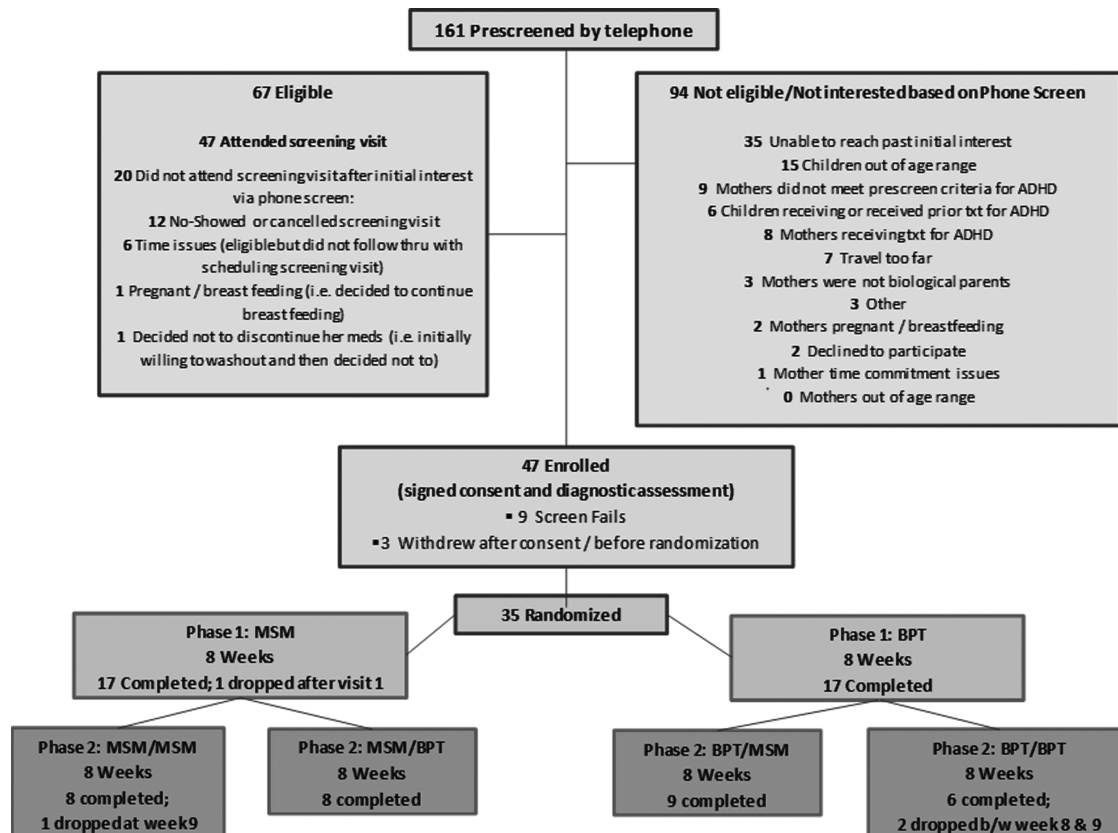 161 Prescreened by telephone
67 Eligible
47 Attended screening visit
20 Did not attend screening visit after initial interest
via phone screen:
12 No-Showed or cancelled screening visit
6 Time issues (eligible but did not follow thru with
scheduling screening visit)
1 Pregnant / breast feeding (i.e. decided to continue
breast feeding)
1 Decided not to discontinue her meds (i.e. initially
willing to washout and then decided not to)
94 Not eligible/Not interested based on Phone Screen
35 Unable to reach past initial interest
15 Children out of age range
9 Mothers did not meet prescreen criteria for ADHD
6 Children receiving or received prior txt for ADHD
8 Mothers receiving txt for ADHD
7 Travel too far
3 Mothers were not biological parents
3 Other
2 Mothers pregnant / breastfeeding
2 Declined to participate
1 Mother time commitment issues
0 Mothers out of age range
47 Enrolled
(signed consent and diagnostic assessment)
▪ 9 Screen Fails
▪3 Withdrew after consent / before randomization
35 Randomized
Phase 1: MSM
8 Weeks
17 Completed; 1 dropped after visit 1
Phase 1: BPT
8 Weeks
17 Completed
Phase 2: MSM/MSM
8 Weeks
8 completed;
1 dropped at week 9
Phase 2: MSM/BPT
8 Weeks
8 completed
Phase 2: BPT/MSM
8 Weeks
9 completed
Phase 2: BPT/BPT
8 Weeks
6 completed;
2 dropped b/w week 8 & 9